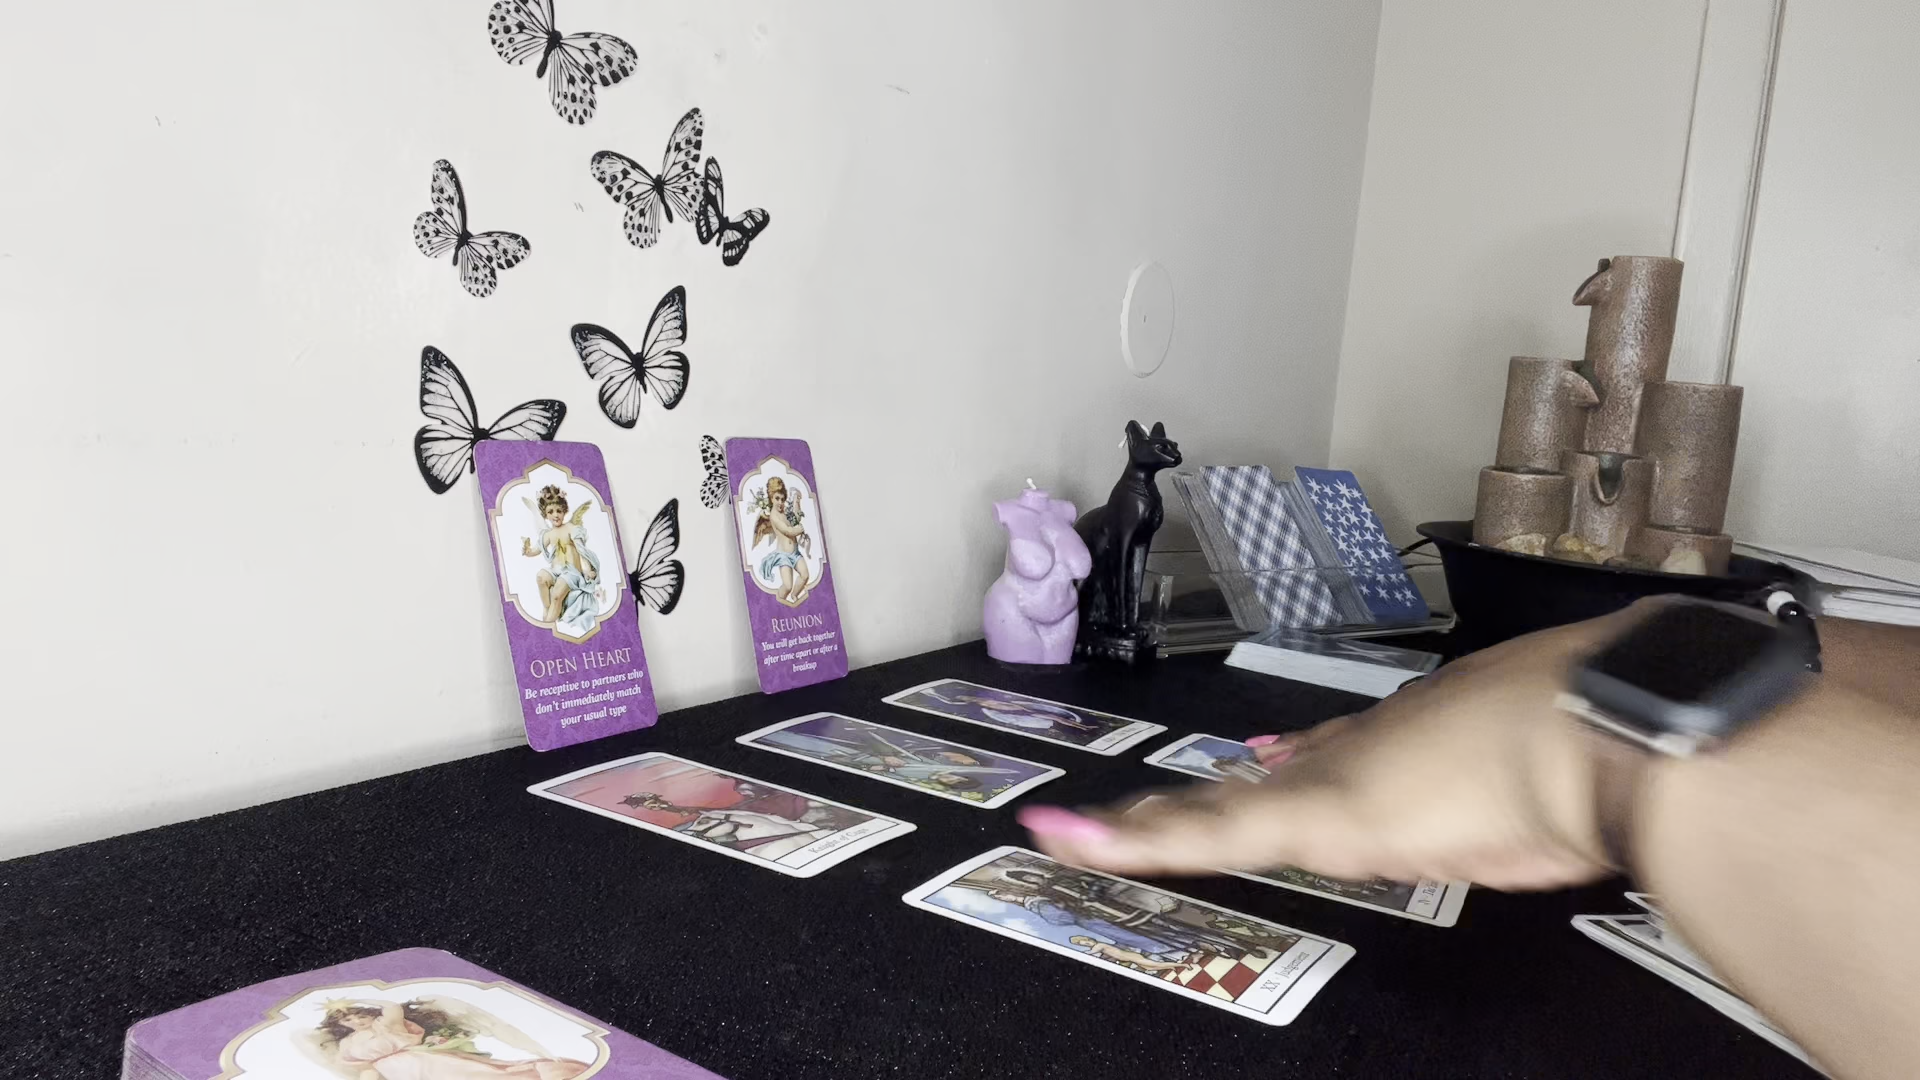 OPEN HEART
Be receptive to partners who
don't immediately match
your usual type
REUNION
You will get back together
after time apart or after a
breakup
Knight of Cups
XX Judgement